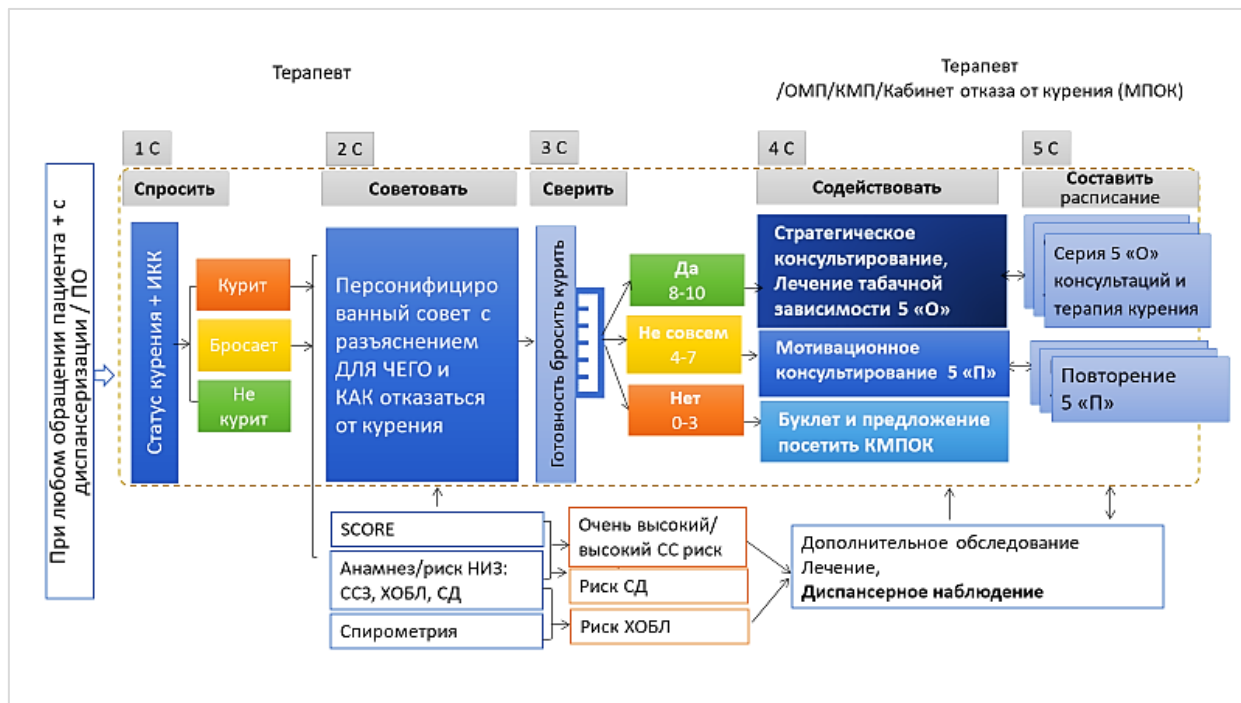 Терапевт
Терапевт
/ОМП/КМП/Кабинет отказа от курения (МПОК)
При любом обращении пациента + с
диспансеризации / ПО
1 С
Спросить
Статус курения + ИКК
Курит
Бросает
Не
курит
2 С
Советовать
Персонифициро
ванный совет с
разъяснением
ДЛЯ ЧЕГО и
КАК отказаться
от курения
3 С
Сверить
Готовность бросить курить
Да
8-10
Не совсем
4-7
Нет
0-3
4 С
Содействовать
Стратегическое
консультирование,
Лечение табачной
зависимости 5 «О»
Мотивационное
консультирование 5 «П»
Буклет и предложение
посетить КМПОК
5 С
Составить
расписание
Серия 5 «О»
консультаций и
терапия курения
Повторение
5 «П»
SCORE
Анамнез/риск НИЗ:
ССЗ, ХОБЛ, СД
Спирометрия
Очень высокий/
высокий СС риск
Риск СД
Риск ХОБЛ
Дополнительное обследование
Лечение,
Диспансерное наблюдение